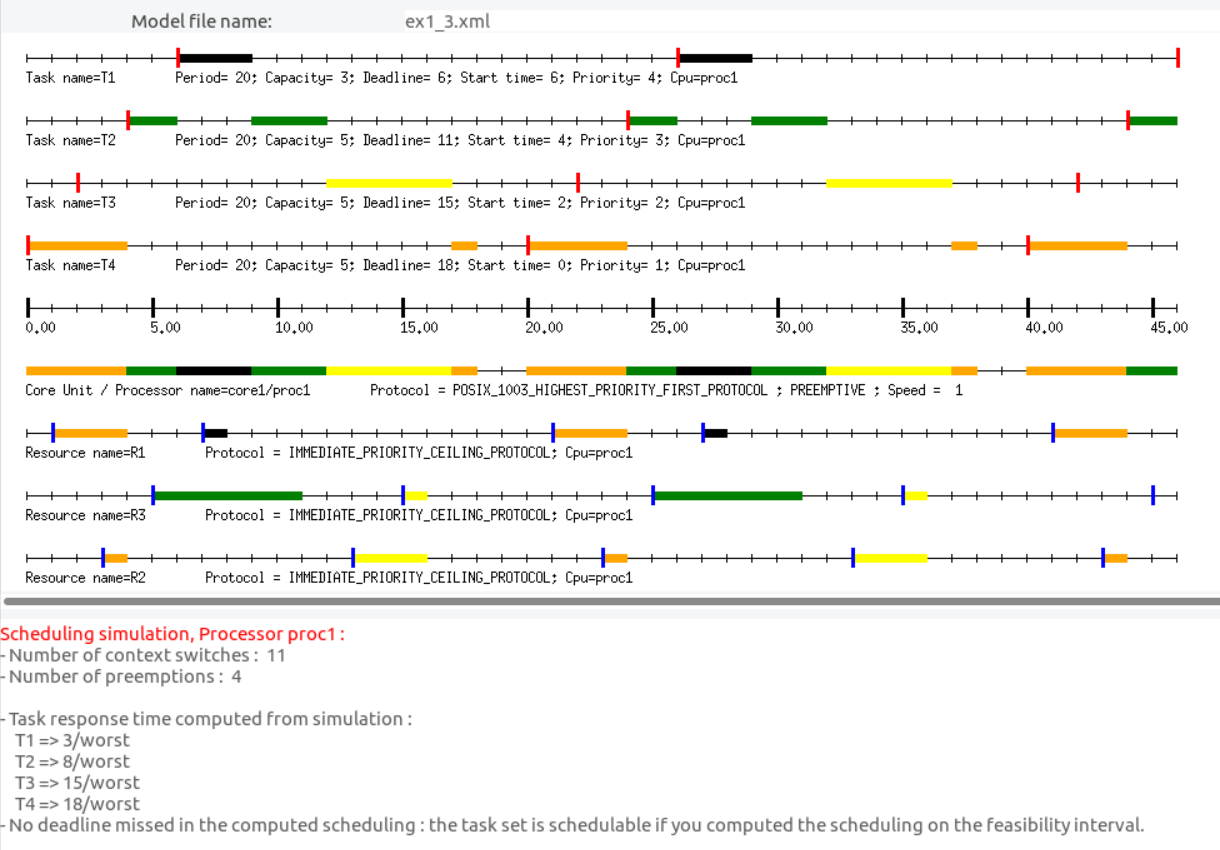 Model file name: ex1_3.xml
Task name=T1 Period= 20; Capacity= 3; Deadline= 6; Start time= 6; Priority= 4; Cpu=proc1
Task name=T2 Period= 20; Capacity= 5; Deadline= 11; Start time= 4; Priority= 3; Cpu=proc1
Task name=T3 Period= 20; Capacity= 5; Deadline= 15; Start time= 2; Priority= 2; Cpu=proc1
Task name=T4 Period= 20; Capacity= 5; Deadline= 18; Start time= 0; Priority= 1; Cpu=proc1
0.00 5.00 10.00 15.00 20.00 25.00 30.00 35.00 40.00 45.00
Core Unit / Processor name=core1/proc1 Protocol = POSIX_1003_HIGHEST_PRIORITY_FIRST_PROTOCOL ; PREEMPTIVE ; Speed = 1
Resource name=R1 Protocol = IMMEDIATE_PRIORITY_CEILING_PROTOCOL; Cpu=proc1
Resource name=R3 Protocol = IMMEDIATE_PRIORITY_CEILING_PROTOCOL; Cpu=proc1
Resource name=R2 Protocol = IMMEDIATE_PRIORITY_CEILING_PROTOCOL; Cpu=proc1
Scheduling simulation, Processor proc1 :
- Number of context switches : 11
- Number of preemptions : 4
- Task response time computed from simulation :
T1 => 3/worst
T2 => 8/worst
T3 => 15/worst
T4 => 18/worst
- No deadline missed in the computed scheduling : the task set is schedulable if you computed the scheduling on the feasibility interval.